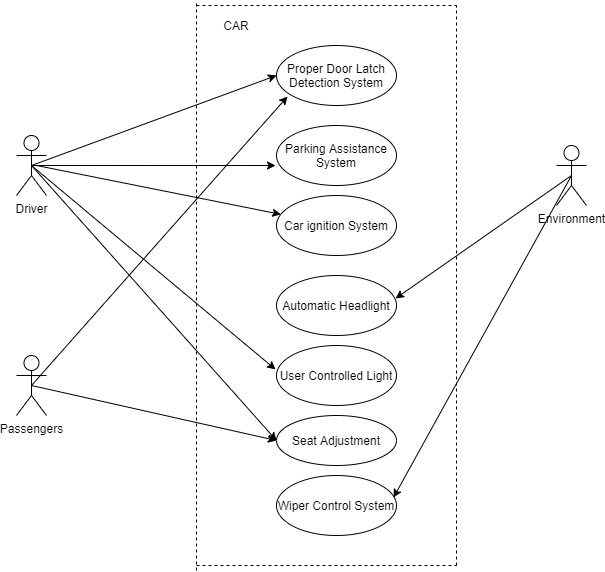 CAR
Proper Door Latch
Detection System
Parking Assistance
System
Driver
Car ignition System
Environment
Automatic Headlight
User Controlled Light
Passengers
Seat Adjustment
Wiper Control System